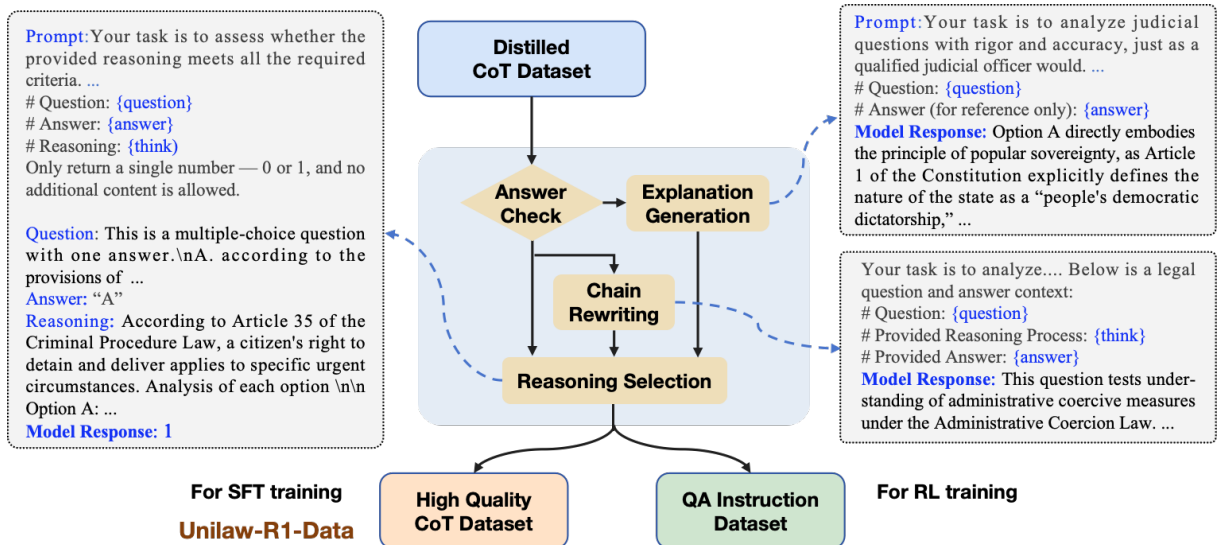 Prompt:Your task is to assess whether the
provided reasoning meets all the required
criteria. ...
# Question: {question}
# Answer: {answer}
# Reasoning: {think)
Only return a single number — 0 or 1, and no
additional content is allowed.
Question: This is a multiple-choice question
with one answer.\nA. according to the
provisions of ...
Answer: “A”
Reasoning: According to Article 35 of the
Criminal Procedure Law, a citizen's right to
detain and deliver applies to specific urgent
circumstances. Analysis of each option \n\n
Option A: ...
Model Response: 1
Distilled
CoT Dataset
Answer
Check
Explanation
Generation
Chain
Rewriting
Reasoning Selection
Prompt:Your task is to analyze judicial
questions with rigor and accuracy, just as a
qualified judicial officer would. ...
# Question: {question}
# Answer (for reference only): {answer}
Model Response: Option A directly embodies
the principle of popular sovereignty, as Article
1 of the Constitution explicitly defines the
nature of the state as a “people's democratic
dictatorship,” ...
Your task is to analyze.... Below is a legal
question and answer context:
# Question: {question}
# Provided Reasoning Process: {think}
# Provided Answer: {answer}
Model Response: This question tests under-
standing of administrative coercive measures
under the Administrative Coercion Law. ...
For SFT training
Unilaw-R1-Data
High Quality
CoT Dataset
QA Instruction
Dataset
For RL training